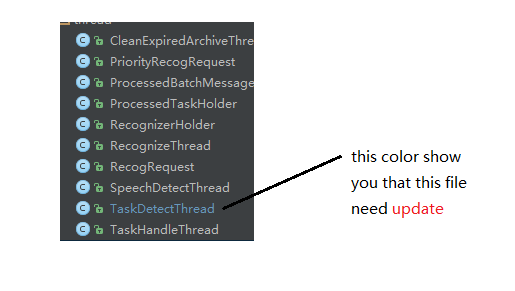 thread
CleanExpiredArchiveThre
PriorityRecogRequest
ProcessedBatchMessage
ProcessedTaskHolder
RecognizerHolder
RecognizeThread
RecogRequest
SpeechDetectThread
TaskDetectThread
TaskHandleThread
this color show
you that this file
need update